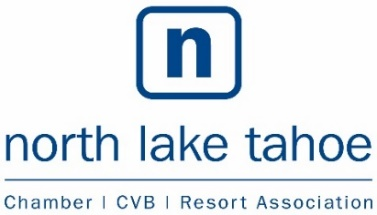 n
north lake tahoe
Chamber | CVB | Resort Association